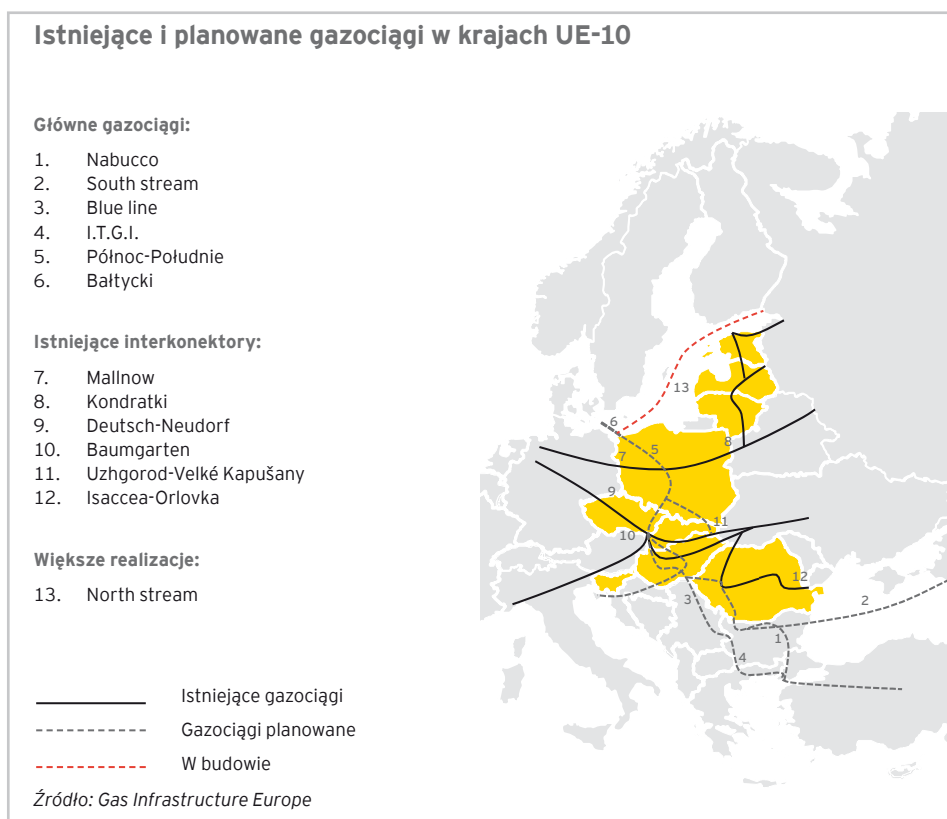 Istniejące i planowane gazociągi w krajach UE-10
Główne gazociągi:
1. Nabucco
2. South stream
3. Blue line
4. I.T.G.I.
5. Północ-Południe
6. Bałtycki
Istniejące interkonektory:
7. Mallnow
8. Kondratki
9. Deutsch-Neudorf
10. Baumgarten
11. Uzhgorod-Velké Kapušany
12. Isaccea-Orlovka
Większe realizacje:
13. North stream
Istniejące gazociągi
Gazociągi planowane
W budowie
Źródło: Gas Infrastructure Europe
13
6
5
8
7
9
11
10
12
3
2
1
4